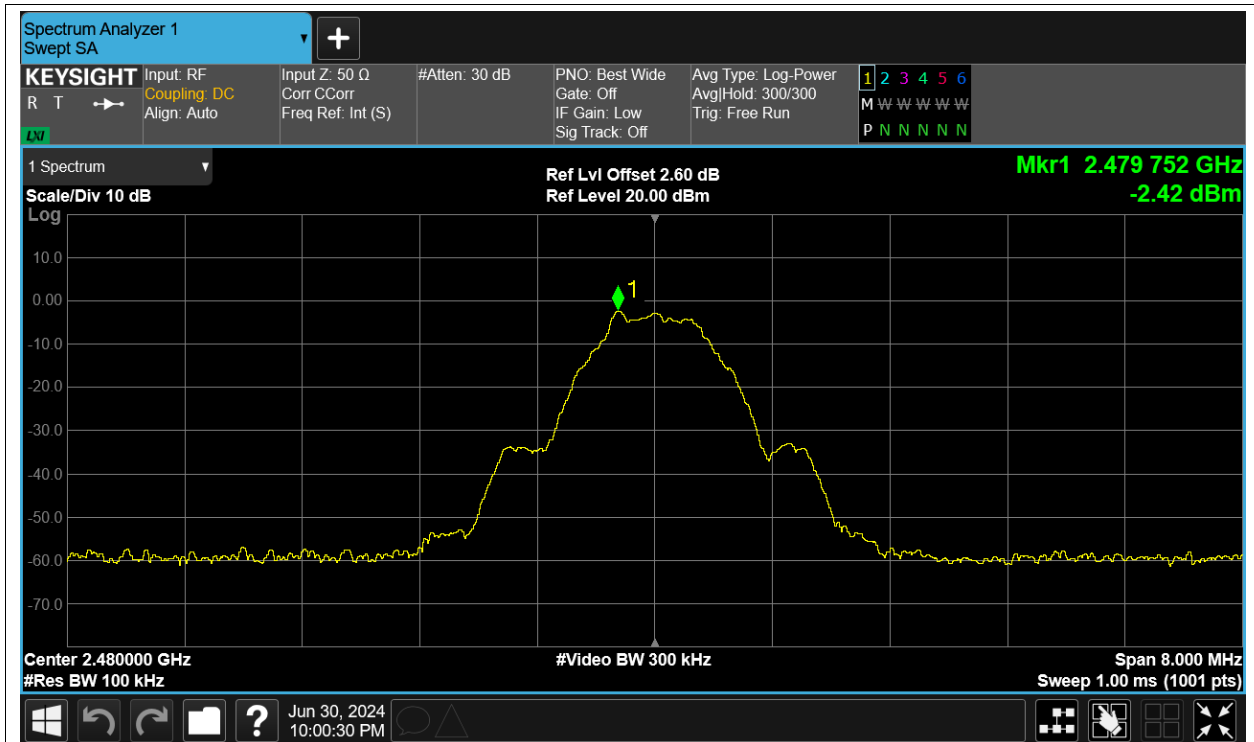 Spectrum Analyzer 1
Swept SA
KEYSIGHT
R T
LXI
Input: RF
Coupling: DC
Align: Auto
Input Z: 50 Ω
Corr CCorr
Freq Ref: Int (S)
#Atten: 30 dB
PNO: Best Wide
Gate: Off
IF Gain: Low
Sig Track: Off
Avg Type: Log-Power
Avg|Hold: 300/300
Trig: Free Run
1 2 3 4 5 6
M W W W W W
P N N N N N
1 Spectrum
Scale/Div 10 dB
Log
Ref Lvl Offset 2.60 dB
Ref Level 20.00 dBm
Mkr1 2.479 752 GHz
-2.42 dBm
10.0
0.00
-10.0
-20.0
-30.0
-40.0
-50.0
-60.0
-70.0
1
Center 2.480000 GHz
#Res BW 100 kHz
#Video BW 300 kHz
Span 8.000 MHz
Sweep 1.00 ms (1001 pts)
?
Jun 30, 2024
10:00:30 PM